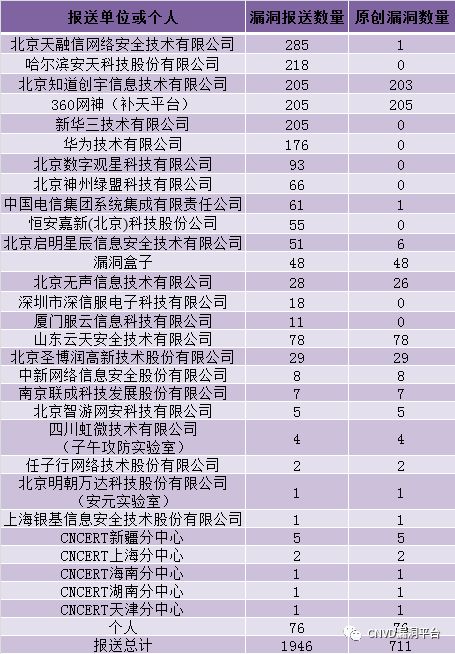 报送单位或个人 漏洞报送数量 原创漏洞数量
北京天融信网络安全技术有限公司 285 1
哈尔滨安天科技股份有限公司 218 0
北京知道创宇信息技术有限公司 205 203
360网神（补天平台） 205 205
新华三技术有限公司 205 0
华为技术有限公司 176 0
北京数字观星科技有限公司 93 0
北京神州绿盟科技有限公司 66 0
中国电信集团系统集成有限责任公司 61 1
恒安嘉新(北京)科技股份公司 55 0
北京启明星辰信息安全技术有限公司 51 6
漏洞盒子 48 48
北京无声信息技术有限公司 28 26
深圳市深信服电子科技有限公司 18 0
厦门服云信息科技有限公司 11 0
山东云天安全技术有限公司 78 78
北京圣博润高新技术股份有限公司 29 29
中新网络信息安全股份有限公司 8 8
南京联成科技发展股份有限公司 7 7
北京智游网安科技有限公司 5 5
四川虹微技术有限公司
（子午攻防实验室） 4 4
任子行网络技术股份有限公司 2 2
北京明朝万达科技股份有限公司
（安元实验室） 1 1
上海银基信息安全技术股份有限公司 1 1
CNCERT新疆分中心 5 5
CNCERT上海分中心 2 2
CNCERT海南分中心 1 1
CNCERT湖南分中心 1 1
CNCERT天津分中心 1 1
个人 76 76
报送总计 1946 711
CNVD漏洞平台